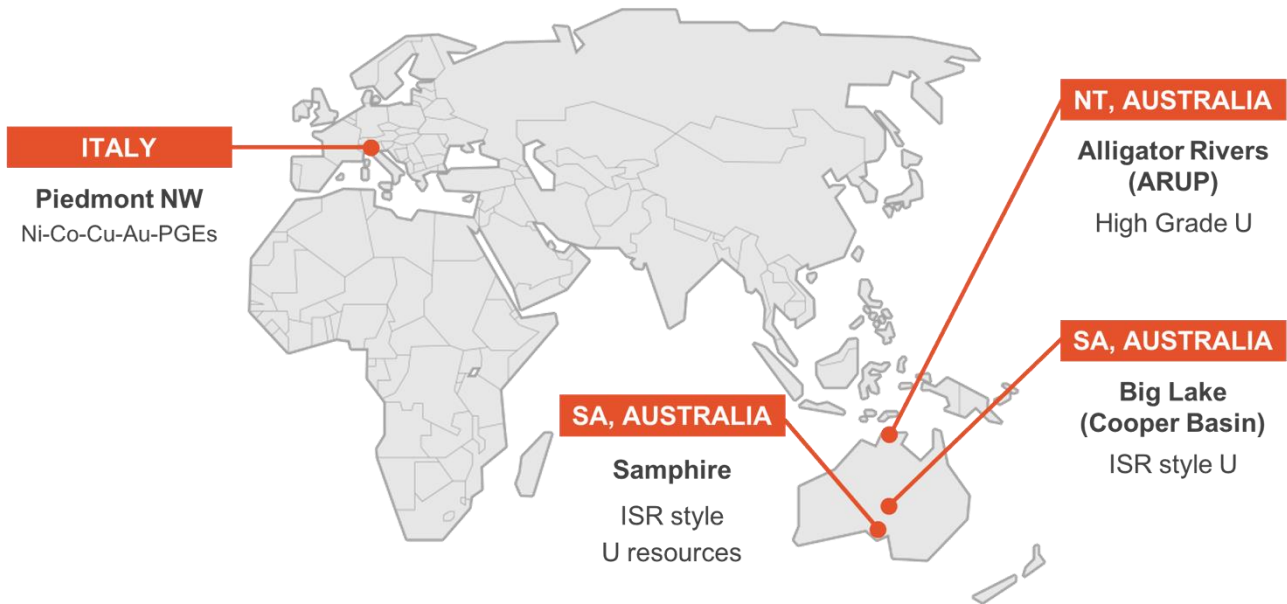 ITALY
Piedmont NW
Ni-Co-Cu-Au-PGEs
NT, AUSTRALIA
Alligator Rivers
(ARUP)
High Grade U
SA, AUSTRALIA
Big Lake
(Cooper Basin)
ISR style U
SA, AUSTRALIA
Samphire
ISR style
U resources